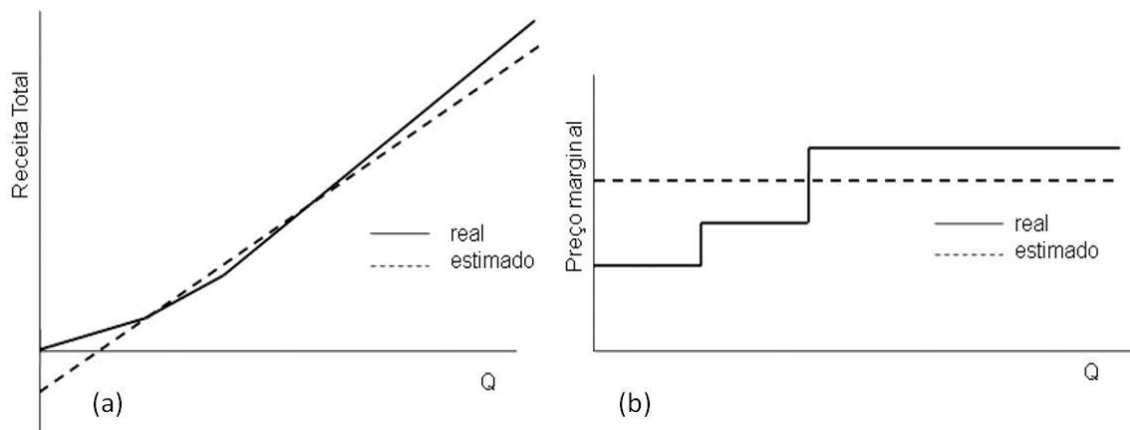 Receita Total
real
estimado
Q
(a)
Preço marginal
real
estimado
Q
(b)